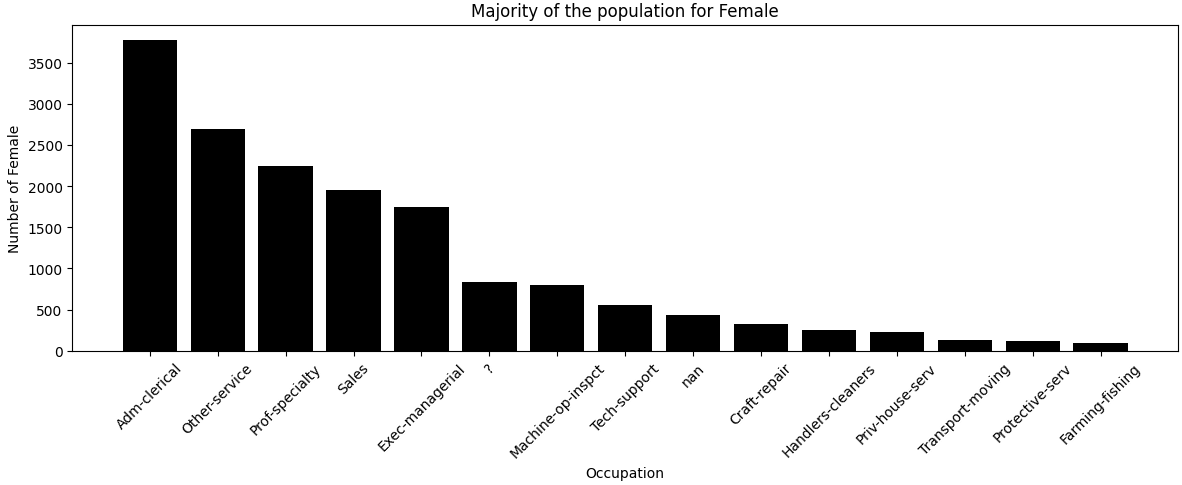 Majority of the population for Female
Number of Female
3500
3000
2500
2000
1500
1000
500
0
Adm-clerical
Other-service
Prof-specialty
Sales
Exec-managerial
?
Machine-op-inspct
Tech-support
nan
Craft-repair
Handlers-cleaners
Priv-house-serv
Transport-moving
Protective-serv
Farming-fishing
Occupation